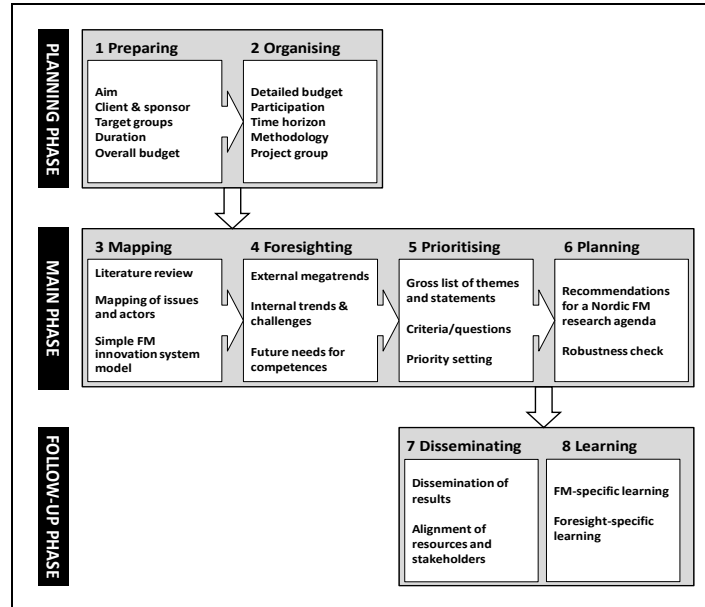 PLANNING PHASE
1 Preparing
Aim
Client & sponsor
Target groups
Duration
Overall budget
2 Organising
Detailed budget
Participation
Time horizon
Methodology
Project group
MAIN PHASE
3 Mapping
Literature review
Mapping of issues
and actors
Simple FM
innovation system
model
4 Foresighting
External megatrends
Internal trends &
challenges
Future needs for
competences
5 Prioritising
Gross list of themes
and statements
Criteria/questions
Priority setting
6 Planning
Recommendations
for a Nordic FM
research agenda
Robustness check
FOLLOW-UP PHASE
7 Disseminating
Dissemination of
results
Alignment of
resources and
stakeholders
8 Learning
FM-specific learning
Foresight-specific
learning